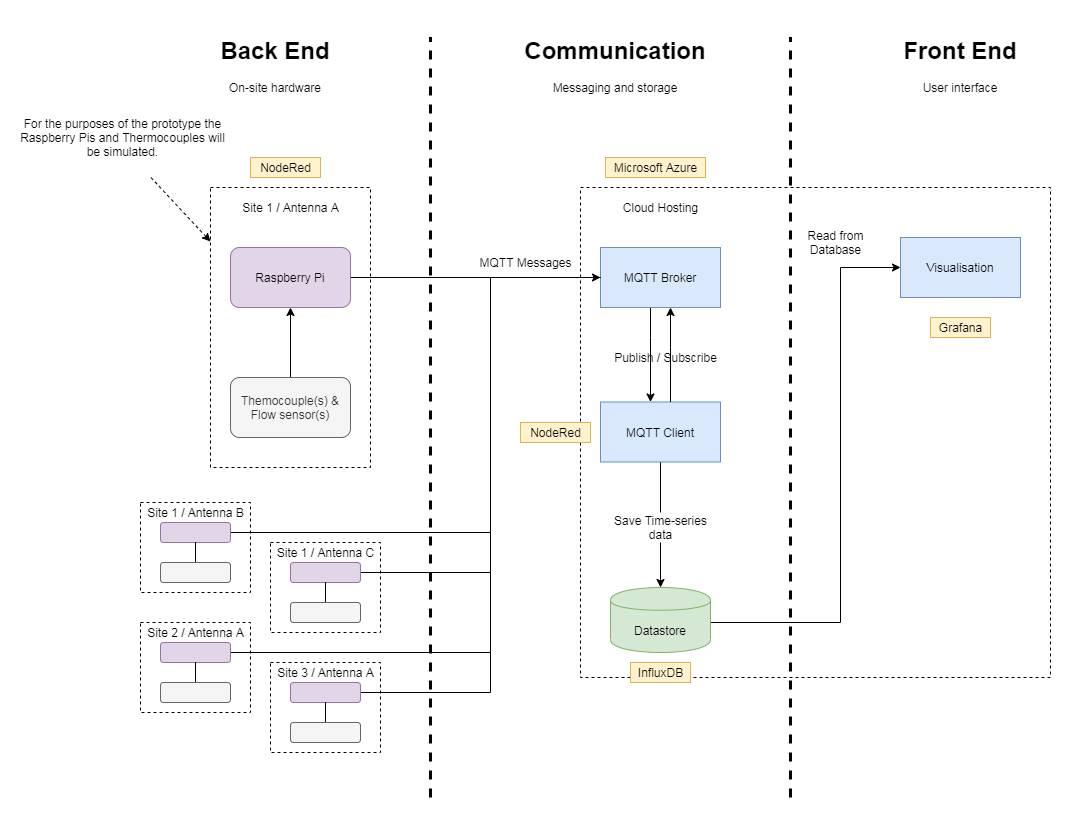 Back End
On-site hardware
Communication
Messaging and storage
Front End
User interface
For the purposes of the prototype the
Raspberry Pis and Thermocouples will
be simulated.
NodeRed
Site 1 / Antenna A
Raspberry Pi
Themocouple(s) &
Flow sensor(s)
Site 1 / Antenna B
Site 1 / Antenna C
Site 2 / Antenna A
Site 3 / Antenna A
MQTT Messages
Microsoft Azure
Cloud Hosting
MQTT Broker
Publish / Subscribe
NodeRed
MQTT Client
Save Time-series
data
Datastore
InfluxDB
Read from
Database
Visualisation
Grafana